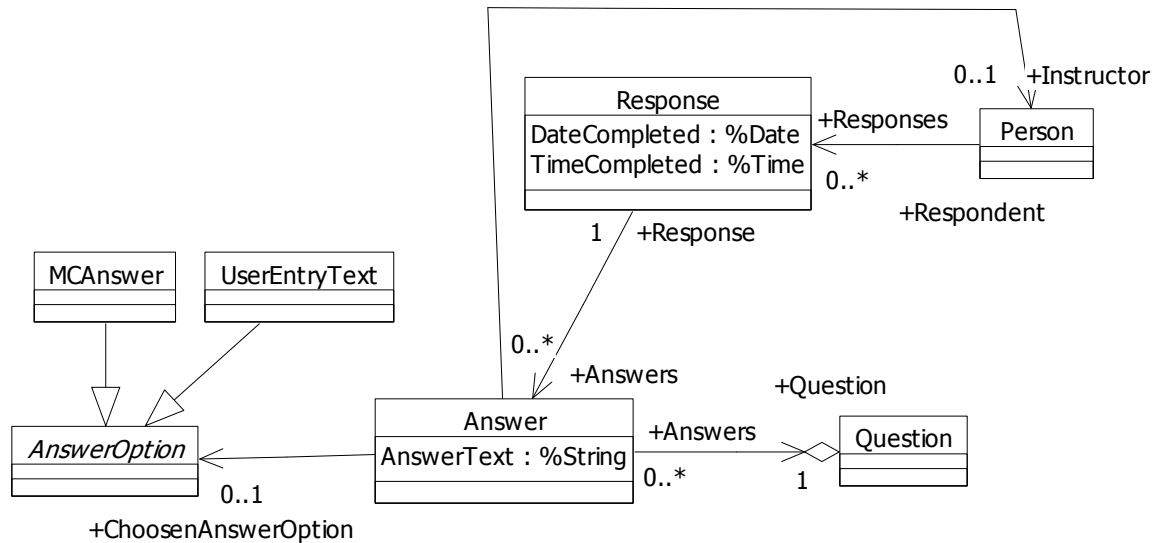 0..1
+Instructor
Response
DateCompleted : %Date
TimeCompleted : %Time
+Responses
0..*
Person
+Respondent
1
+Response
MCAnswer
UserEntryText
0..*
+Answers
+Question
AnswerOption
Answer
AnswerText : %String
+Answers
0..*
1
Question
0..1
+ChoosenAnswerOption